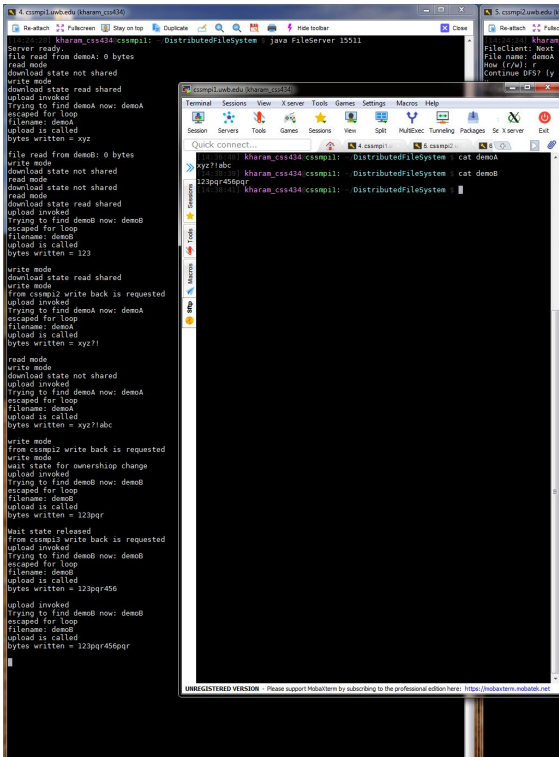 4. cssmpi1.uwb.edu (kharam_css434)
Re-attach Fullscreen Stay on top Duplicate Hide toolbar Close
[14:24:28] kharam_css434@cssmpi1: ~/DistributedFileSystem $ java FileServer 15511
Server ready.
file read from demoA: 0 bytes
read mode
download state not shared
write mode
download state read shared
upload invoked
Trying to find demoA now: demoA
escaped for loop
filename: demoA
upload is called
bytes written = xyz
file read from demoB: 0 bytes
write mode
download state not shared
read mode
download state not shared
read mode
download state read shared
upload invoked
Trying to find demoB now: demoB
escaped for loop
filename: demoB
upload is called
bytes written = 123
write mode
download state read shared
write mode
from cssmpi2 write back is requested
upload invoked
Trying to find demoA now: demoA
escaped for loop
filename: demoA
upload is called
bytes written = xyz?!
read mode
write mode
download state not shared
upload invoked
Trying to find demoA now: demoA
escaped for loop
filename: demoA
upload is called
bytes written = xyz?!abc
write mode
from cssmpi2 write back is requested
write mode
wait state for ownershiop change
upload invoked
Trying to find demoB now: demoB
escaped for loop
filename: demoB
upload is called
bytes written = 123pqr
Wait state released
from cssmpi3 write back is requested
upload invoked
Trying to find demoB now: demoB
escaped for loop
filename: demoB
upload is called
bytes written = 123pqr456
upload invoked
Trying to find demoB now: demoB
escaped for loop
filename: demoB
upload is called
bytes written = 123pqr456pqr
5. cssmpi2.uwb.edu (k
Re-attach Fullsc
[14:24:24] kharam
FileClient: Next
File name: demoA
How (r/w): r
Continue DFS? (y
cssmpi1.uwb.edu (kharam_css434)
Terminal Sessions View X server Tools Games Settings Macros Help
Session Servers Tools Games Sessions View Split MultiExec Tunneling Packages Se X server Exit
Quick connect... 4. cssmpi1.u 5. cssmpi2. 6
[14:38:40] kharam_css434@cssmpi1: ~/DistributedFileSystem $ cat demoA
xyz?!abc
kharam_css434@cssmpi1: ~/DistributedFileSystem $ cat demoB
123pqr456pqr
kharam_css434@cssmpi1: ~/DistributedFileSystem $
Sessions
Tools
Macros
Sftp
UNREGISTERED VERSION - Please support MobaXterm by subscribing to the professional edition here: https://mobaxterm.mobatek.net